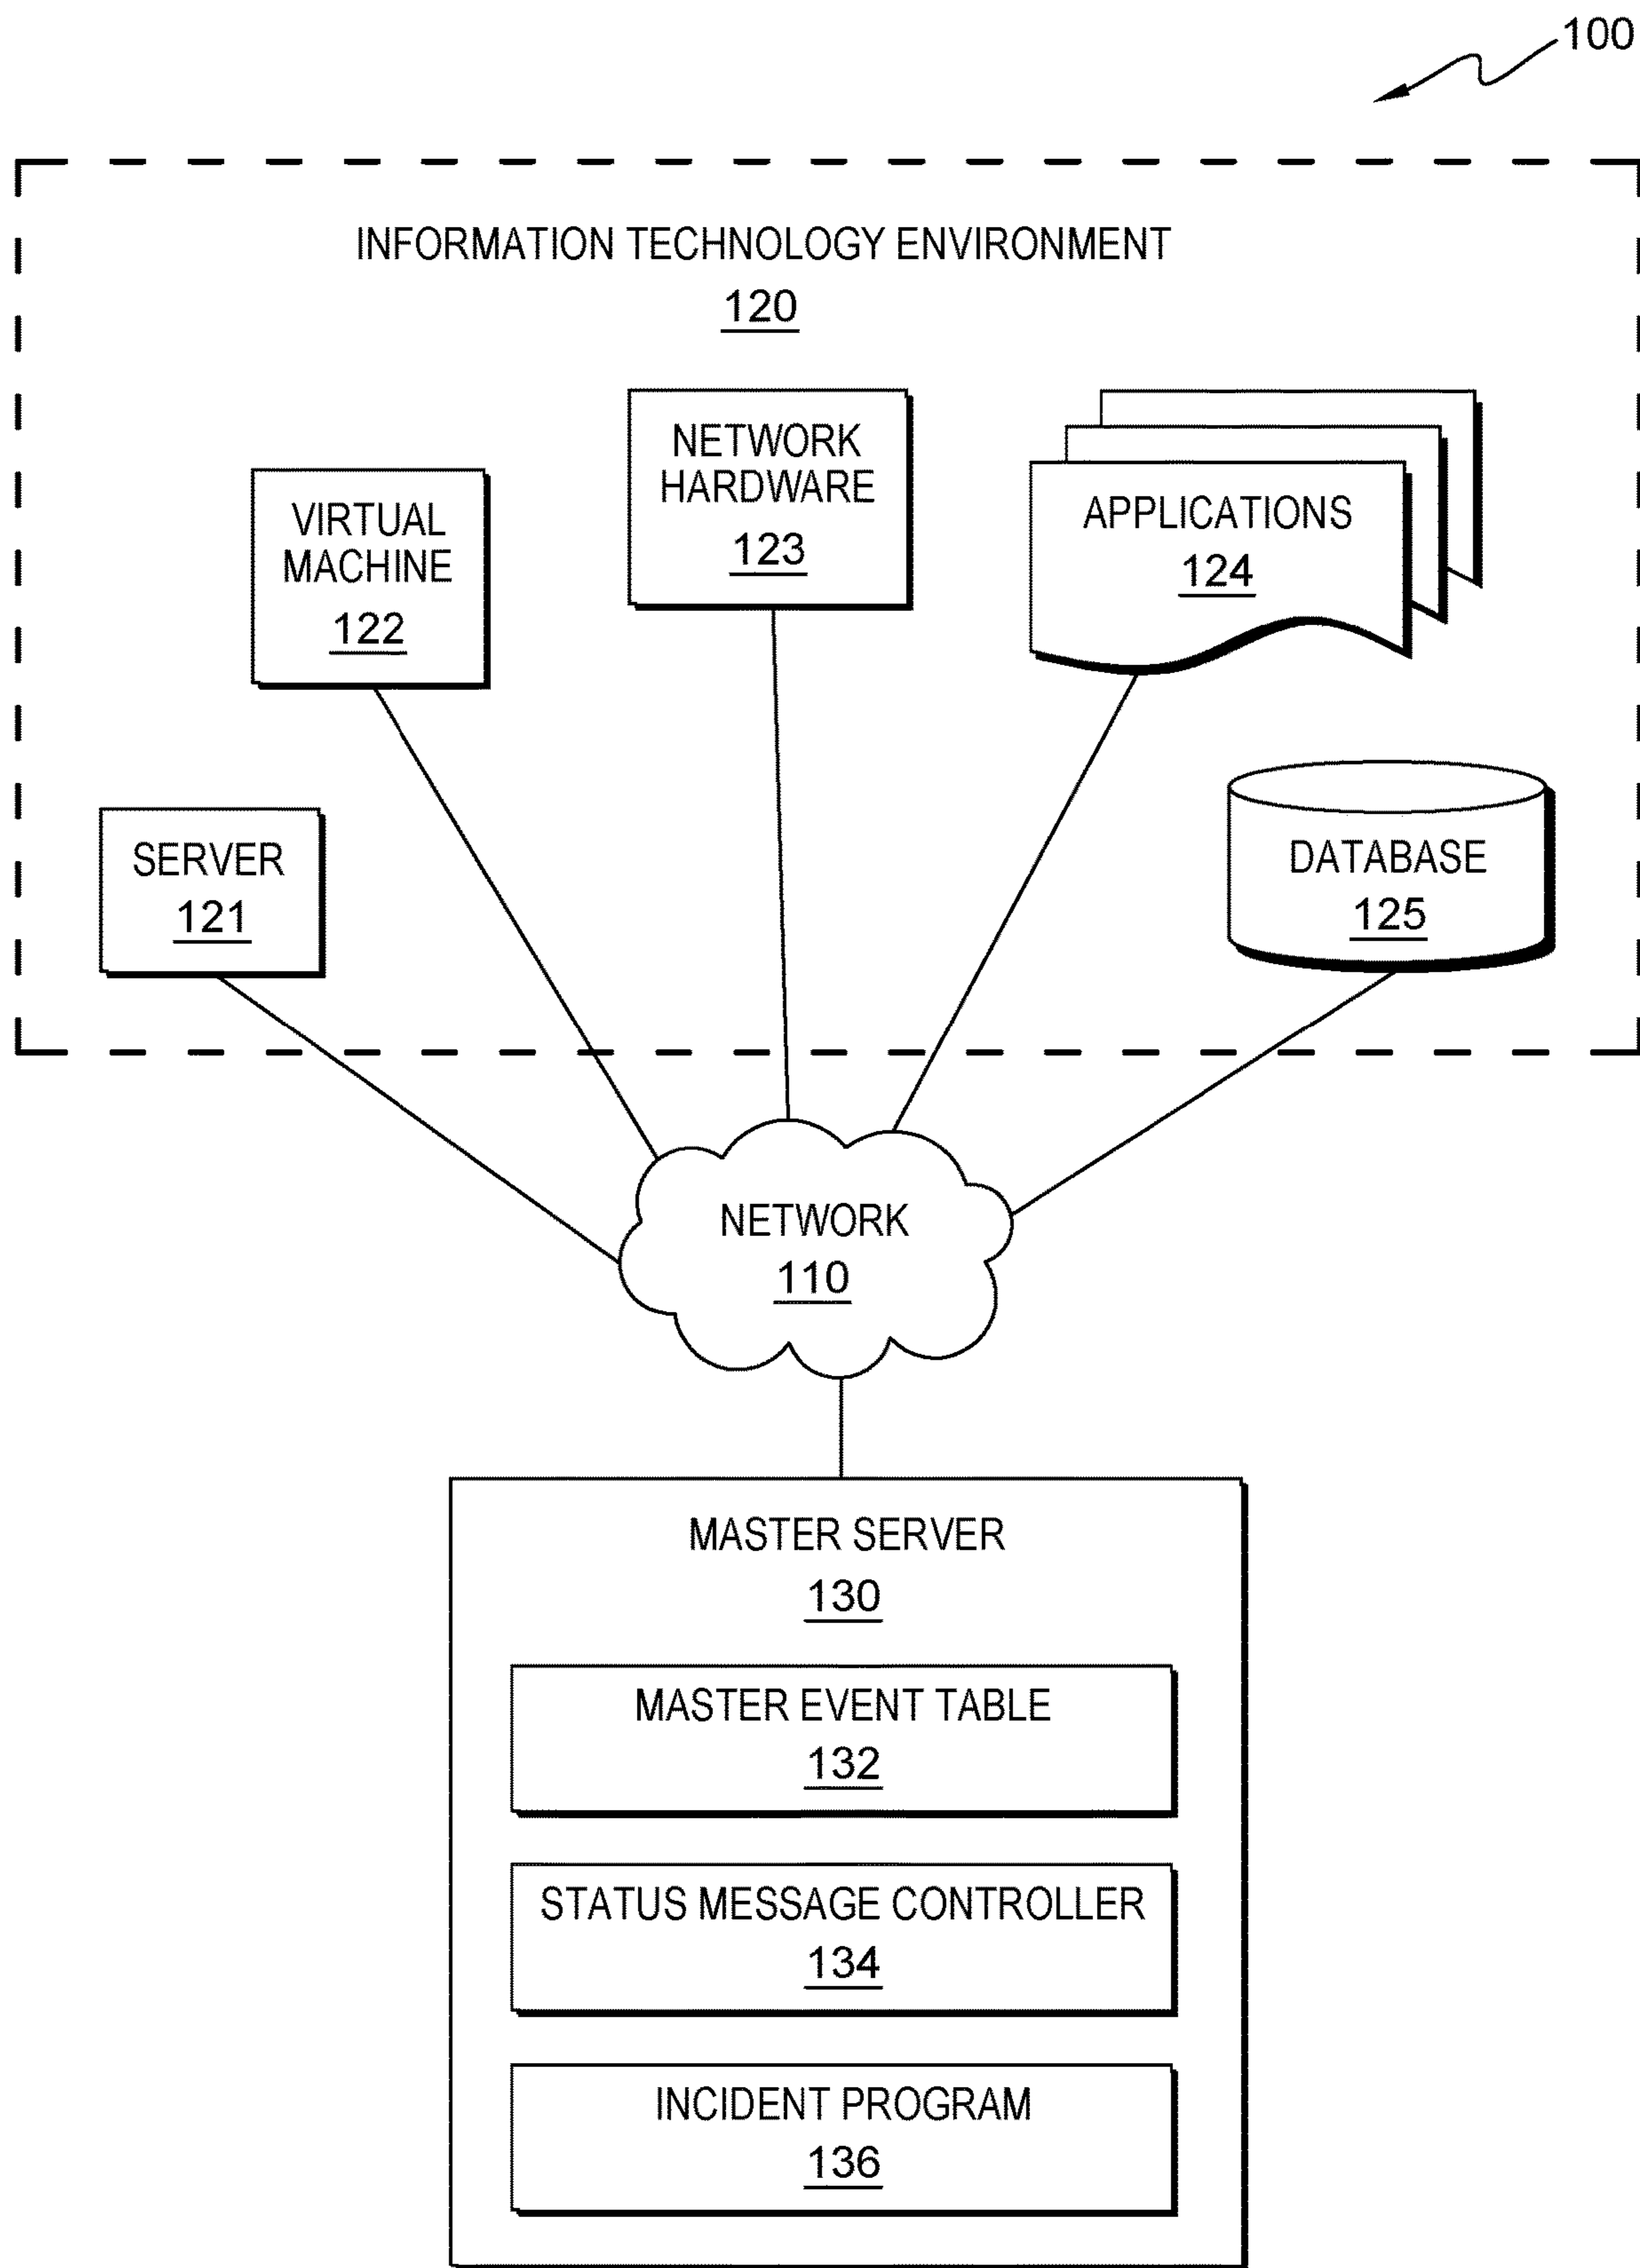 100
INFORMATION TECHNOLOGY ENVIRONMENT
120
NETWORK
HARDWARE
123
APPLICATIONS
124
VIRTUAL
MACHINE
122
SERVER
121
DATABASE
125
NETWORK
110
MASTER SERVER
130
MASTER EVENT TABLE
132
STATUS MESSAGE CONTROLLER
134
INCIDENT PROGRAM
136